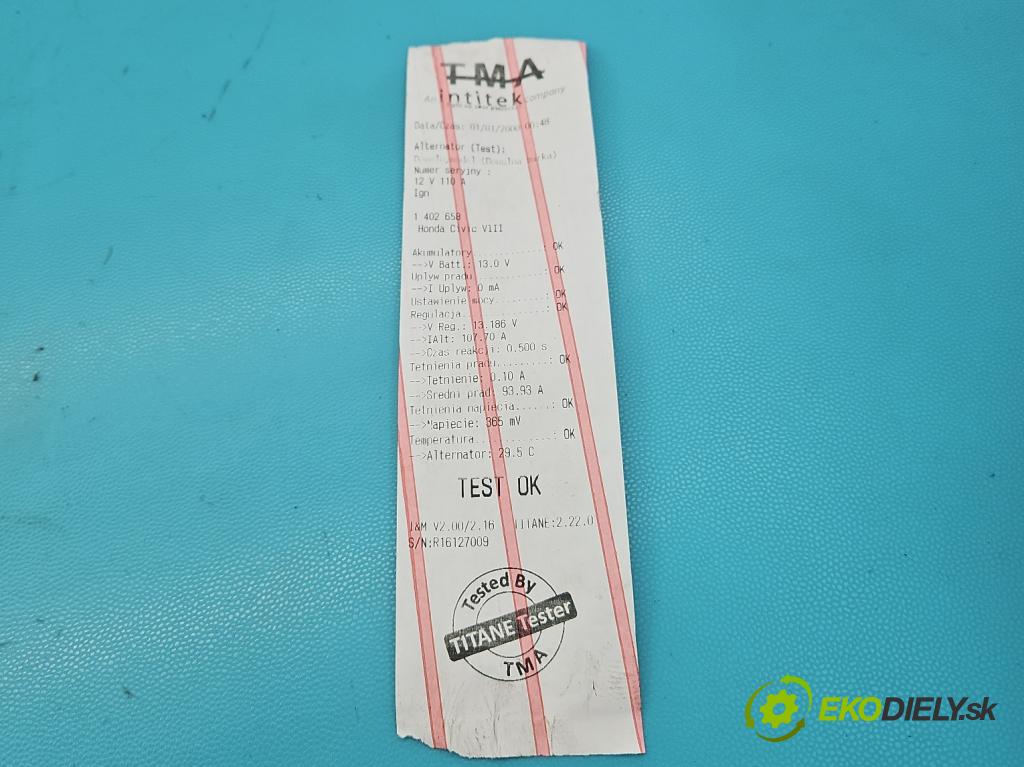 TMA
An intitek company
Data/Czas: 01/01/2000 00:48
Alternator (Test):
Numer seryjny :
12 V 110 A
Ign
1 402 658
Honda Civic VIII
Akumulatory...........: OK
-->V Batt.: 13.0 V
Uplyw pradu...........: OK
-->I Uplyw: 0 mA
Ustawienie mocy.......: OK
Regulacja.............: OK
-->V Reg.: 13.186 V
-->IAlt: 107.70 A
-->Czas reakcji: 0.500 s
Tetnienia pradu.........: OK
-->Tetnienie: 0.10 A
-->Sredni prad: 93.93 A
Tetnienia napiecia......: OK
-->Napiecie: 365 mV
Temperatura............: OK
-->Alternator: 29.5 C
TEST OK
I&M V2.00/2.16 TITANE:2.22.0
S/N:R16127009
Tested By
TITANE Tester
TMA
EKODIELY.sk